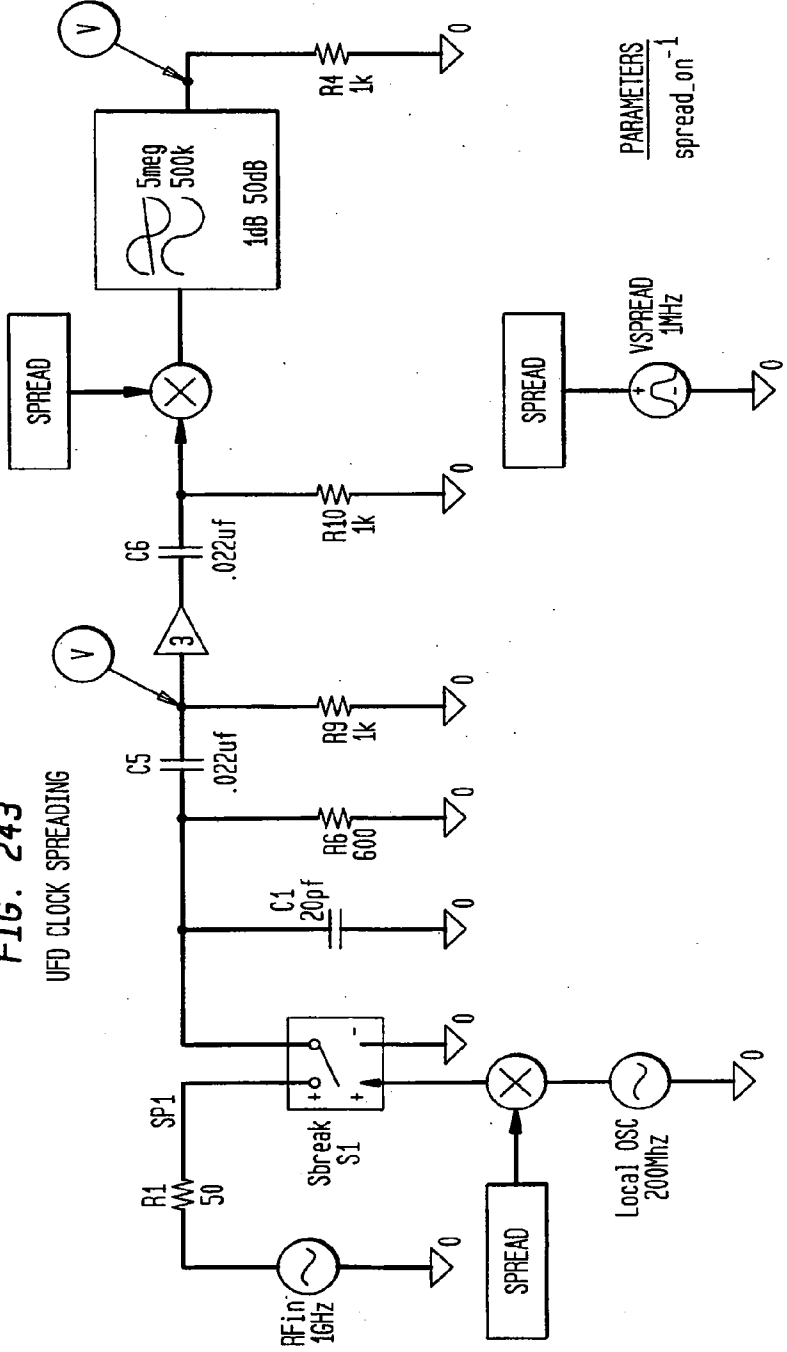 FIG. 243
UFD CLOCK SPREADING
RFin
1GHz
0
R1
50
SP1
Sbreak
S1
+
+
-
0
SPREAD
Local OSC
200Mhz
0
C1
20pf
0
R6
600
0
C5
.022uf
V
R9
1k
0
3
C6
.022uf
R10
1k
0
SPREAD
5meg
500k
1dB 50dB
V
R4
1k
0
SPREAD
+
-
VSPREAD
1MHz
0
PARAMETERS
spread_on-1